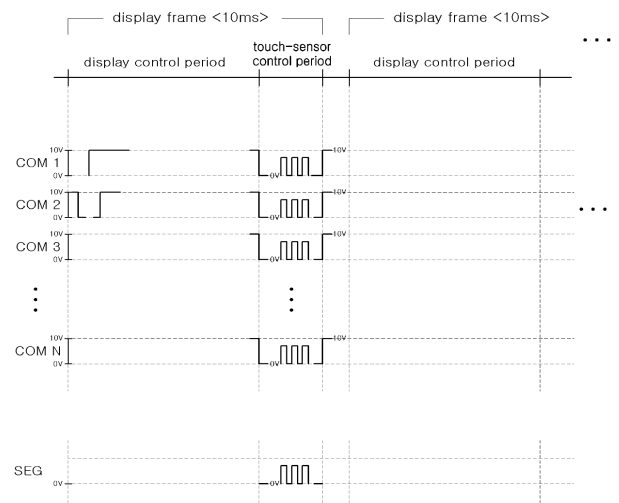 display frame <10ms>
display frame <10ms>
...
display control period
touch-sensor control period
display control period
COM 1
10V
0V
0V
10V
COM 2
10V
0V
0V
10V
...
COM 3
10V
0V
0V
10V
COM N
10V
0V
0V
10V
SEG
0V
0V